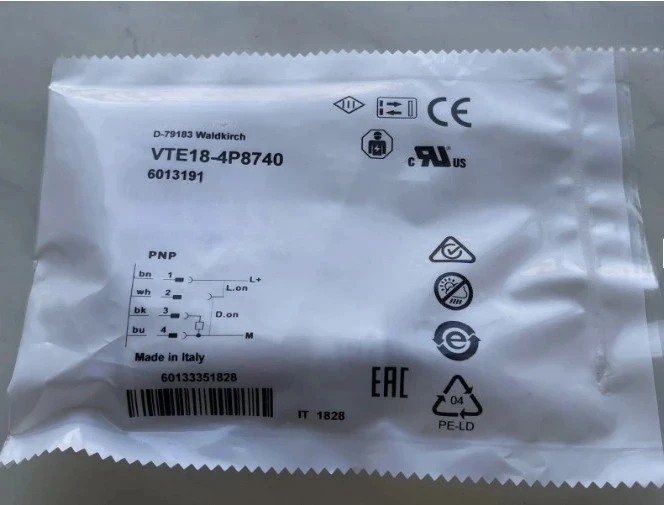 D-79183 Waldkirch
VTE18-4P8740
6013191
CE
c RU US
PNP
bn 1 L+
wh 2 L.on
bk 3 D.on
bu 4 M
Made in Italy
60133351828
IT 1828
EAC
04
PE-LD